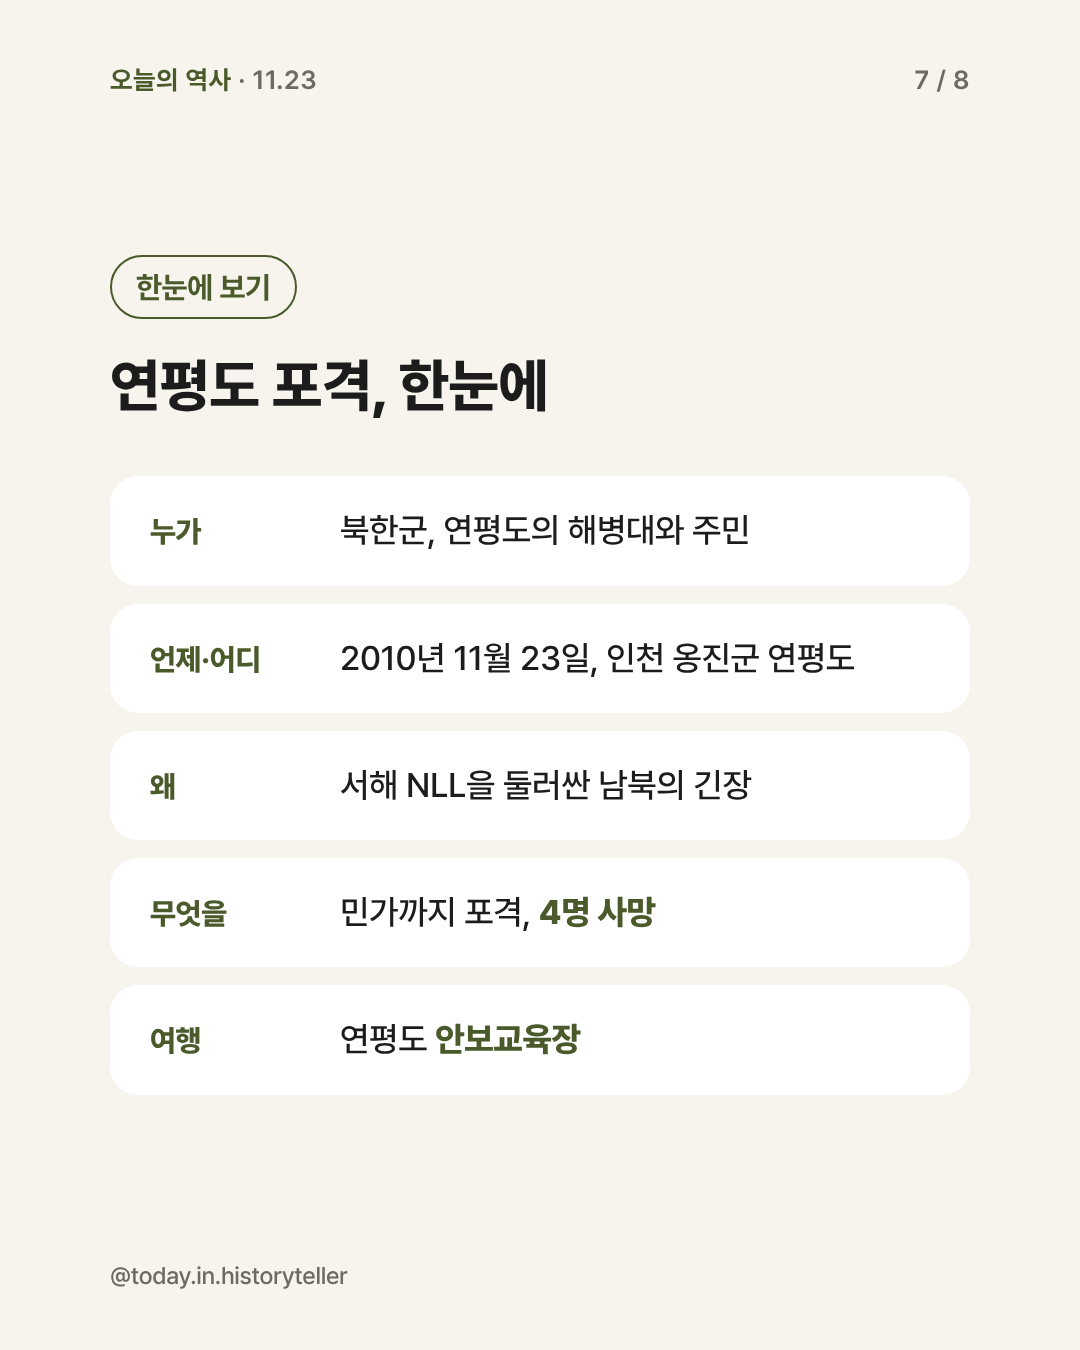 오늘의 역사 · 11.23
7 / 8
한눈에 보기
연평도 포격, 한눈에
누가 북한군, 연평도의 해병대와 주민
언제·어디 2010년 11월 23일, 인천 옹진군 연평도
왜 서해 NLL을 둘러싼 남북의 긴장
무엇을 민가까지 포격, 4명 사망
여행 연평도 안보교육장
@today.in.historyteller